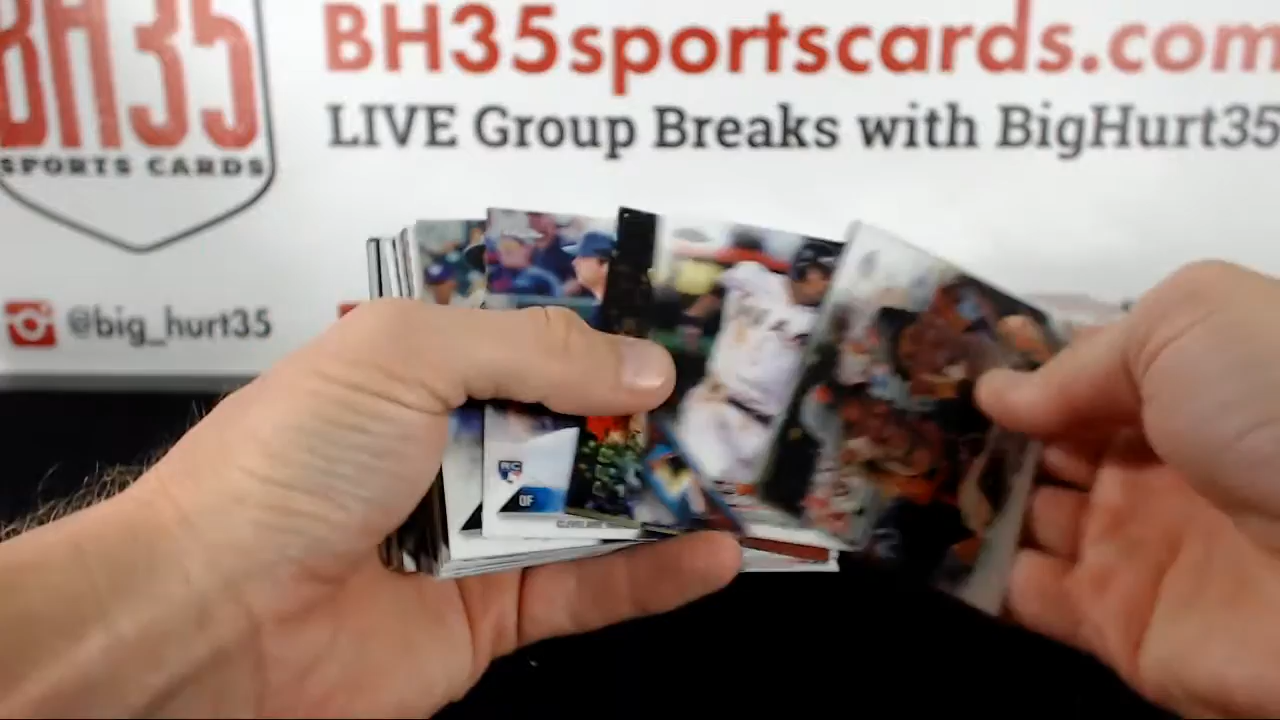 BH35
SPORTS CARDS
BH35sportscards.com
LIVE Group Breaks with BigHurt35
@big_hurt35
RC
OF